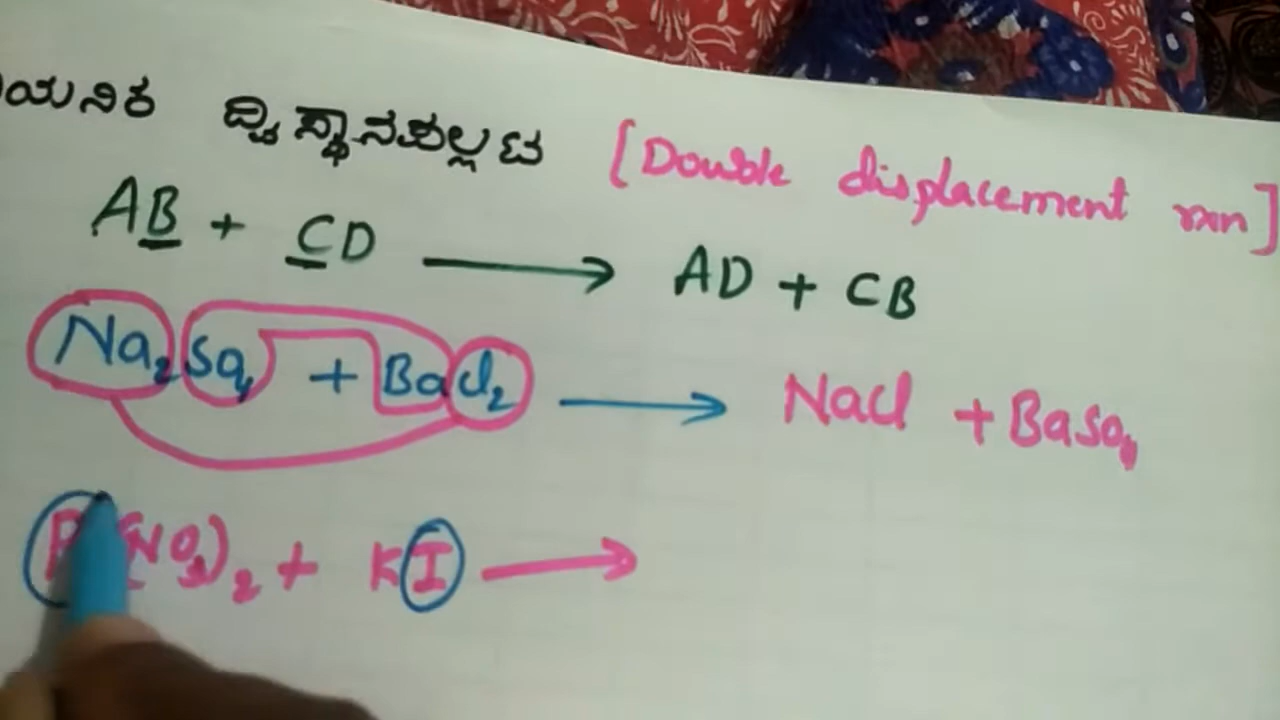 ಯನಿಕ ದ್ವಿಸ್ಥಾನಪಲ್ಲಟ [Double displacement rxn]
AB + CD → AD + CB
Na₂SO₄ + BaCl₂ → NaCl + BaSO₄
(NO₃)₂ + KI →